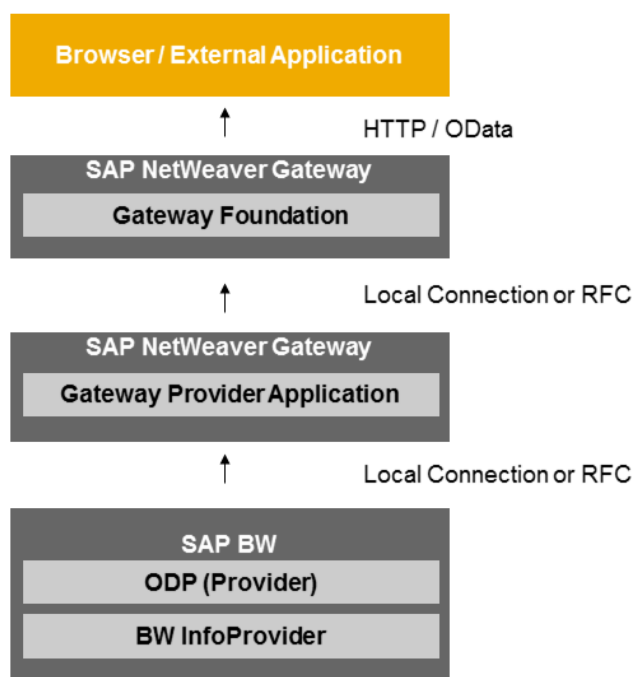 Browser / External Application
HTTP / OData
SAP NetWeaver Gateway
Gateway Foundation
Local Connection or RFC
SAP NetWeaver Gateway
Gateway Provider Application
Local Connection or RFC
SAP BW
ODP (Provider)
BW InfoProvider